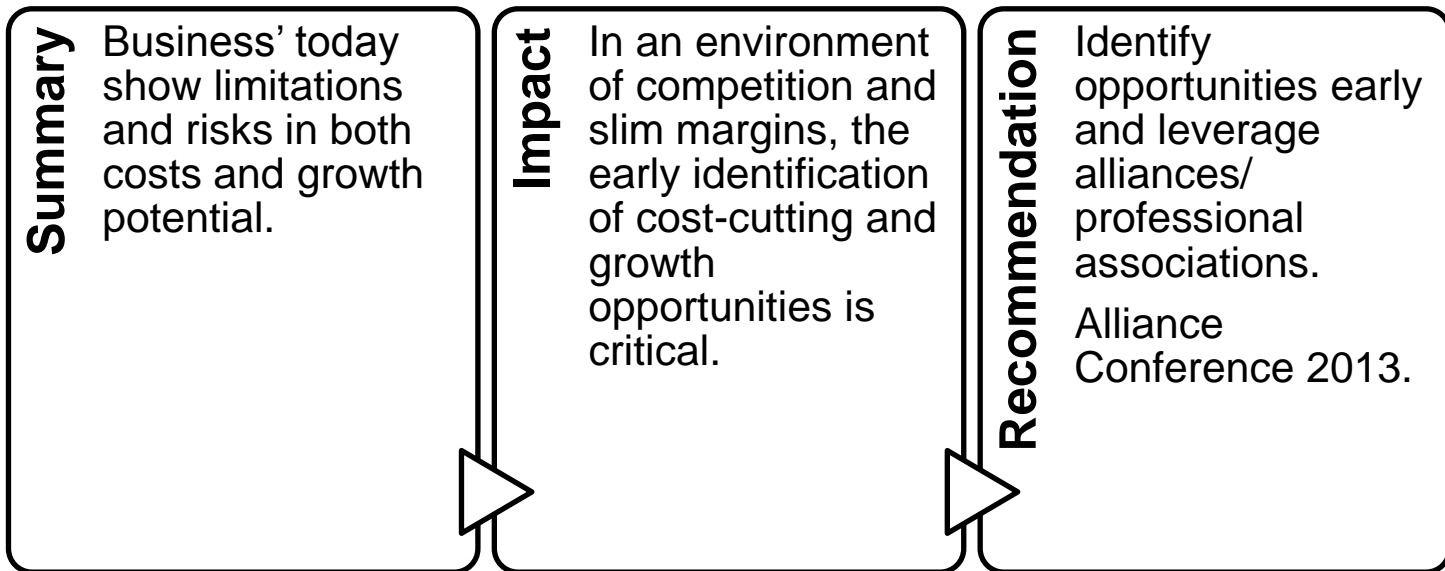 Summary
Business’ today
show limitations
and risks in both
costs and growth
potential.
Impact
In an environment
of competition and
slim margins, the
early identification
of cost-cutting and
growth
opportunities is
critical.
Recommendation
Identify
opportunities early
and leverage
alliances/
professional
associations.
Alliance
Conference 2013.